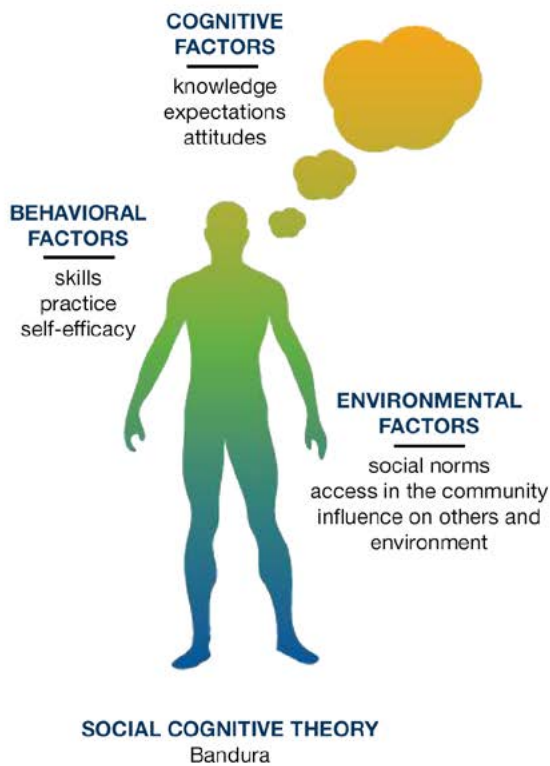 COGNITIVE
FACTORS
knowledge
expectations
attitudes
BEHAVIORAL
FACTORS
skills
practice
self-efficacy
ENVIRONMENTAL
FACTORS
social norms
access in the community
influence on others and
environment
SOCIAL COGNITIVE THEORY
Bandura